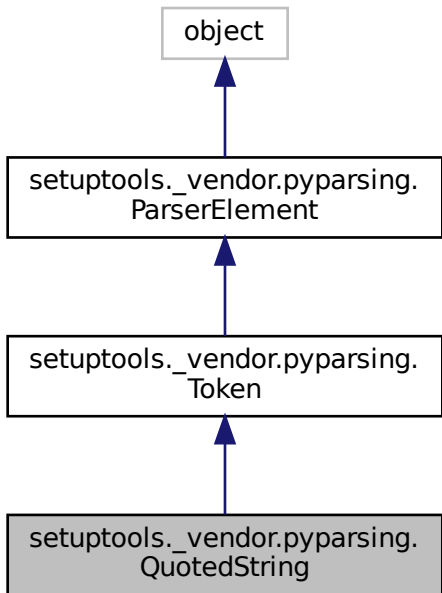 object
setuptools._vendor.pyparsing.
ParserElement
setuptools._vendor.pyparsing.
Token
setuptools._vendor.pyparsing.
QuotedString